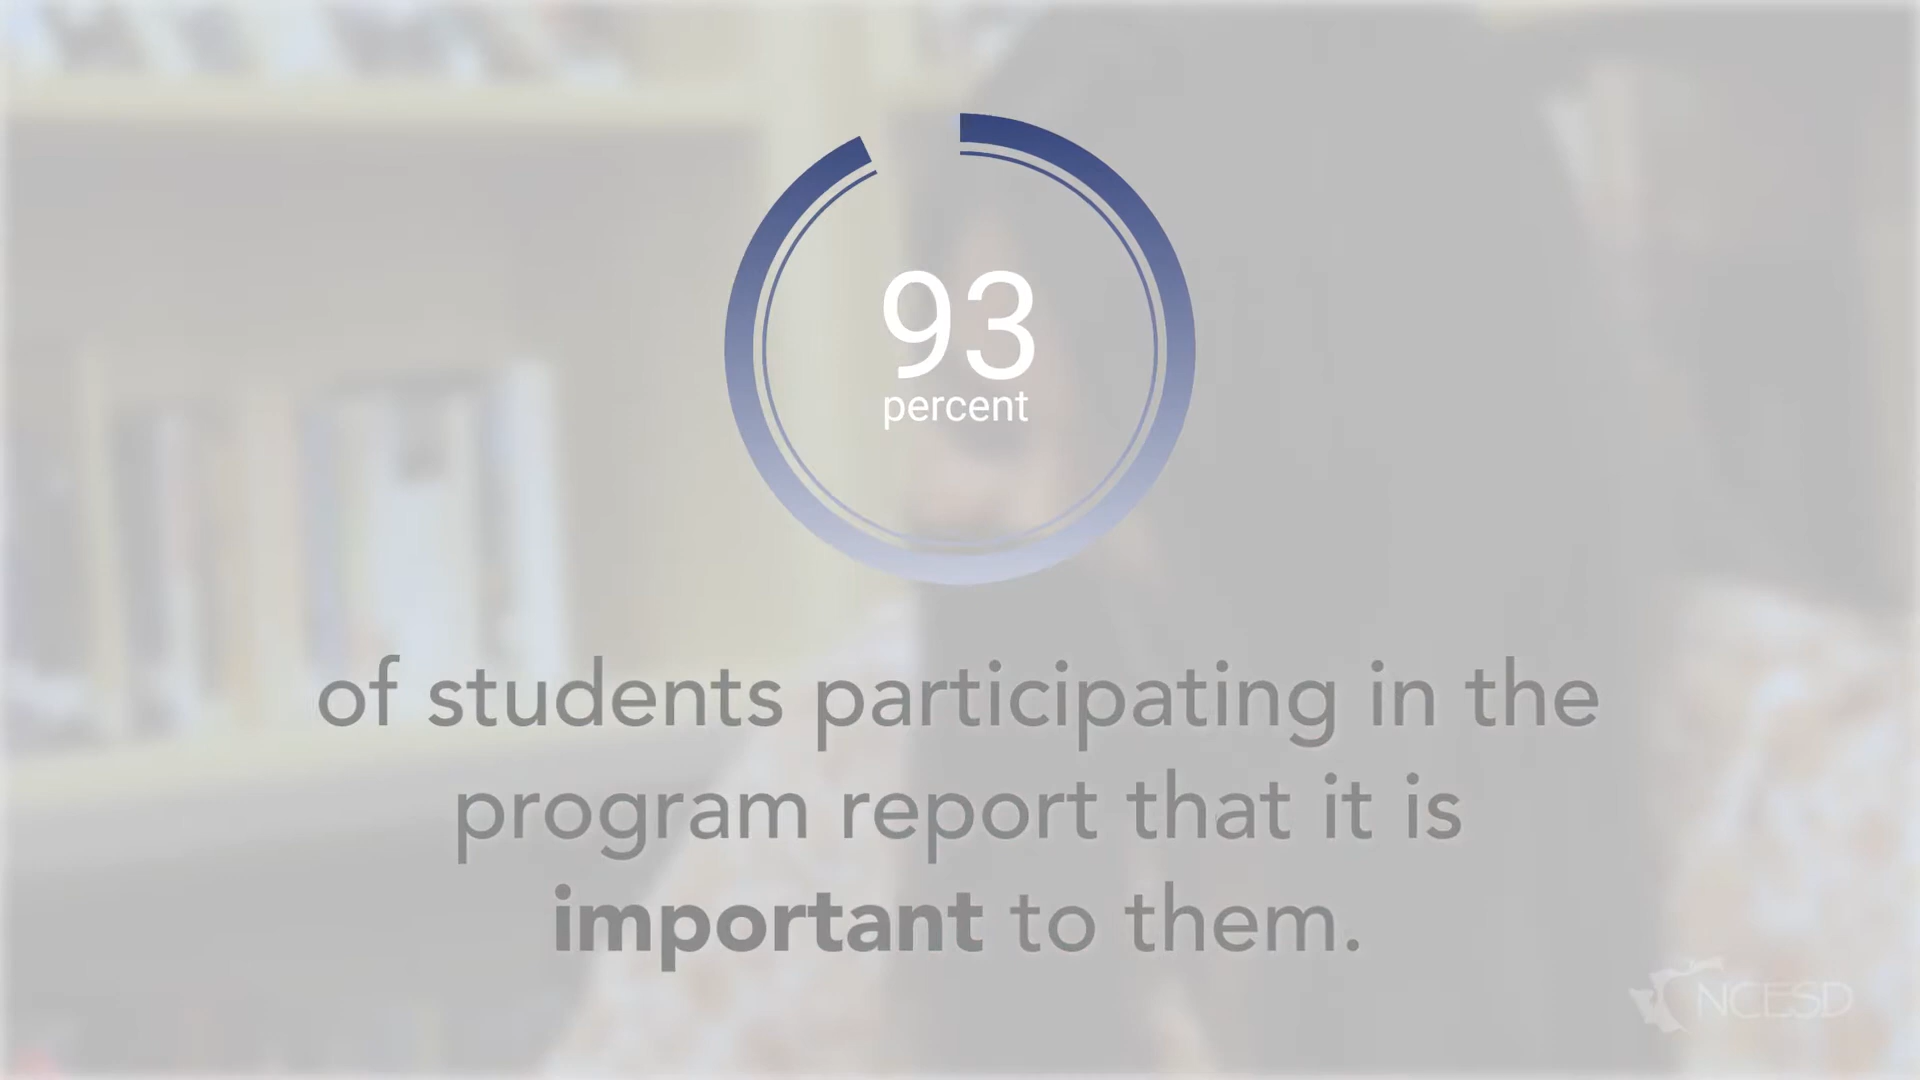 93
percent
of students participating in the
program report that it is
important to them.
NCESD